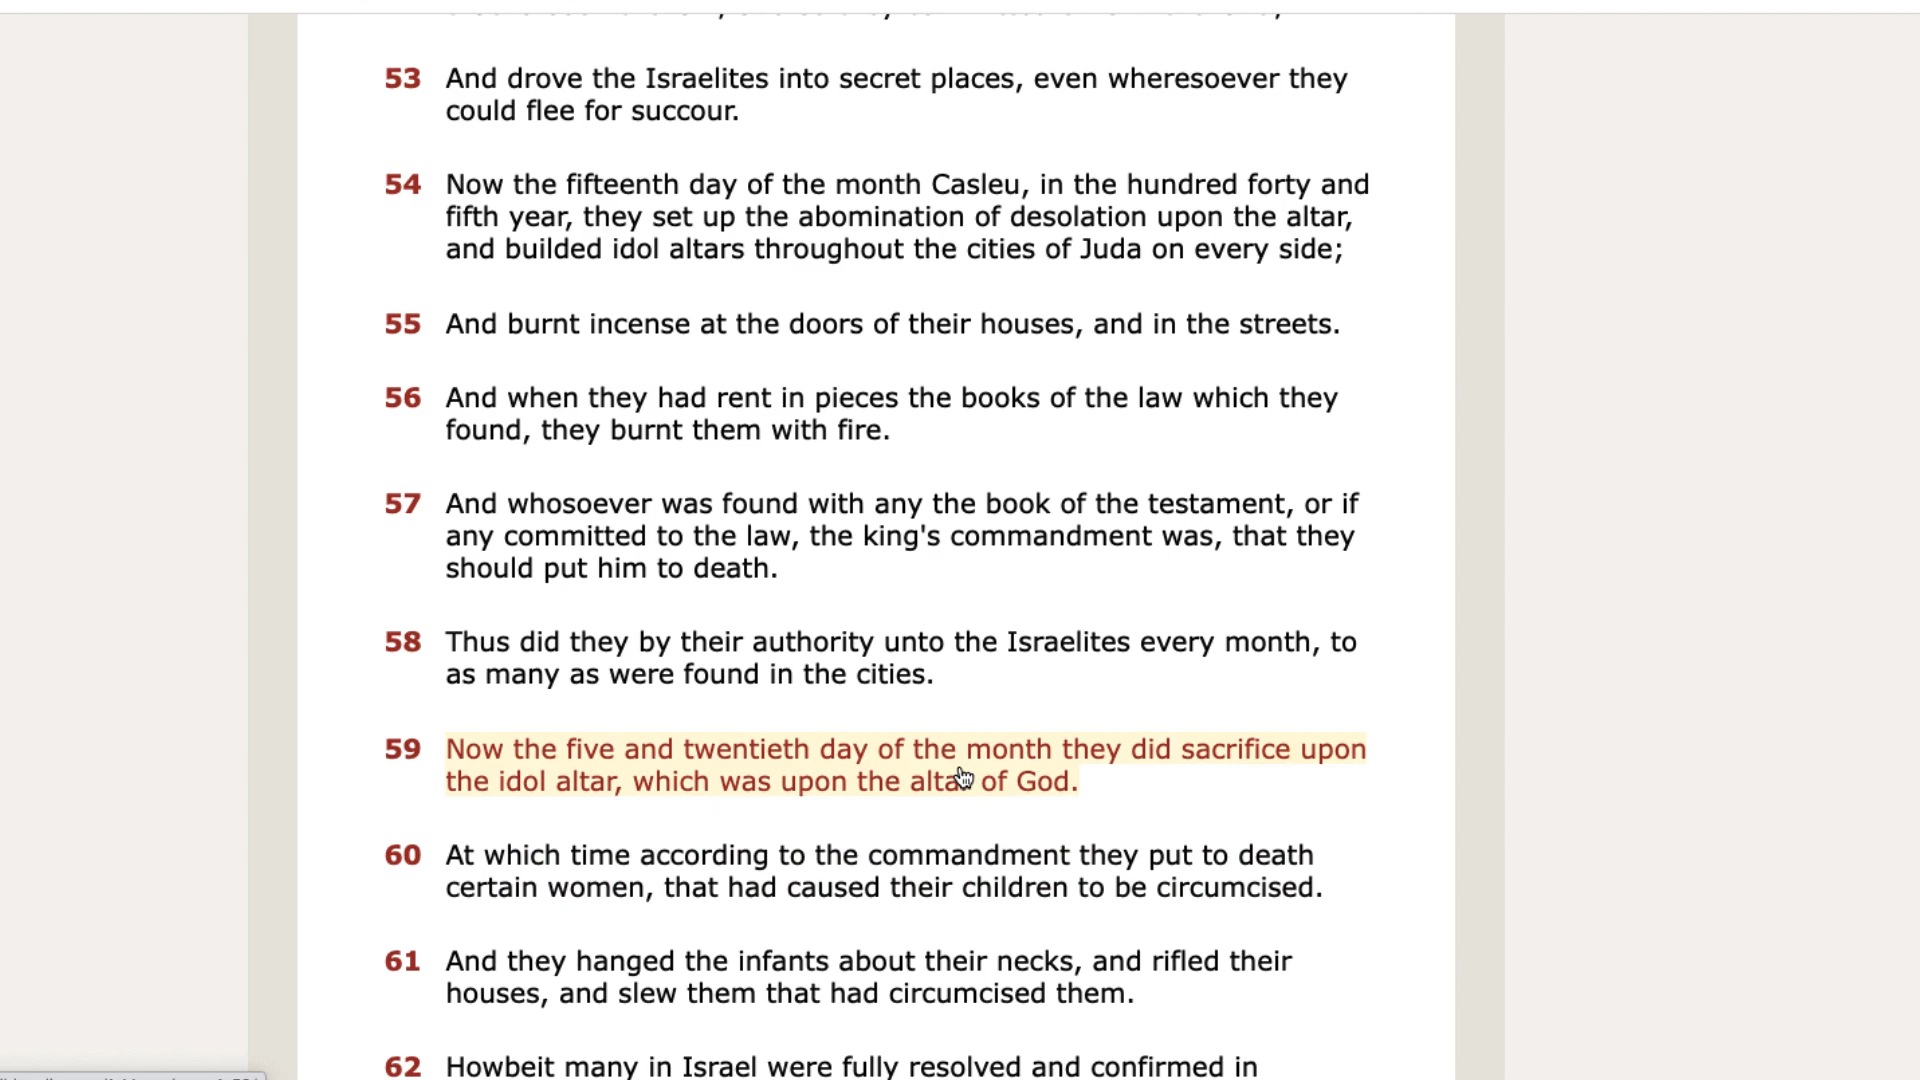 53 And drove the Israelites into secret places, even wheresoever they
could flee for succour.
54 Now the fifteenth day of the month Casleu, in the hundred forty and
fifth year, they set up the abomination of desolation upon the altar,
and builded idol altars throughout the cities of Juda on every side;
55 And burnt incense at the doors of their houses, and in the streets.
56 And when they had rent in pieces the books of the law which they
found, they burnt them with fire.
57 And whosoever was found with any the book of the testament, or if
any committed to the law, the king's commandment was, that they
should put him to death.
58 Thus did they by their authority unto the Israelites every month, to
as many as were found in the cities.
59 Now the five and twentieth day of the month they did sacrifice upon
the idol altar, which was upon the altar of God.
60 At which time according to the commandment they put to death
certain women, that had caused their children to be circumcised.
61 And they hanged the infants about their necks, and rifled their
houses, and slew them that had circumcised them.
62 Howbeit many in Israel were fully resolved and confirmed in